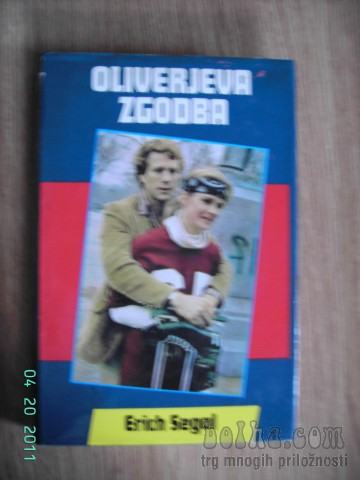 OLIVERJEVA
ZGODBA
Erich Segal
bolha.com
trg mnogih priložnosti
04 20 2011